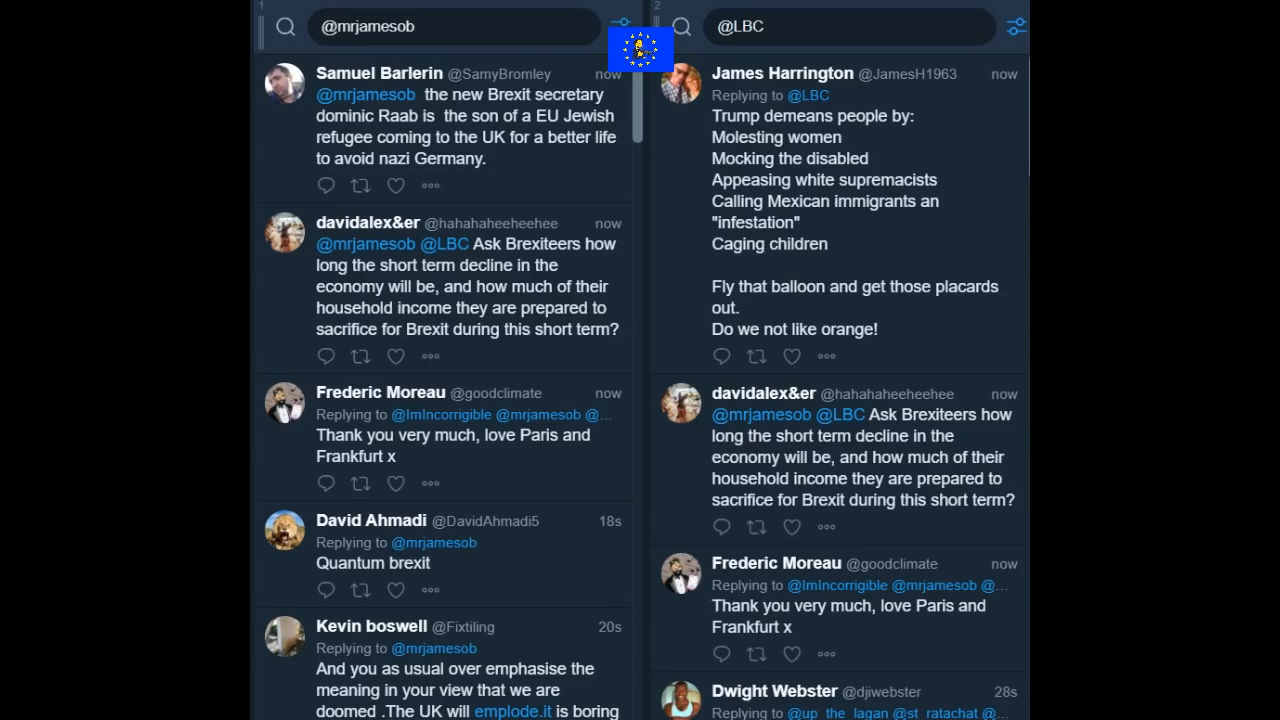 1
@mrjamesob
Samuel Barlerin @SamyBromley now
@mrjamesob the new Brexit secretary
dominic Raab is the son of a EU Jewish
refugee coming to the UK for a better life
to avoid nazi Germany.
davidalex&er @hahahaheeheehee now
@mrjamesob @LBC Ask Brexiteers how
long the short term decline in the
economy will be, and how much of their
household income they are prepared to
sacrifice for Brexit during this short term?
Frederic Moreau @goodclimate now
Replying to @ImIncorrigible @mrjamesob @...
Thank you very much, love Paris and
Frankfurt x
David Ahmadi @DavidAhmadi5 18s
Replying to @mrjamesob
Quantum brexit
Kevin boswell @Fixtiling 20s
Replying to @mrjamesob
And you as usual over emphasise the
meaning in your view that we are
doomed .The UK will emplode.it is boring
2
@LBC
James Harrington @JamesH1963 now
Replying to @LBC
Trump demeans people by:
Molesting women
Mocking the disabled
Appeasing white supremacists
Calling Mexican immigrants an
"infestation"
Caging children
Fly that balloon and get those placards
out.
Do we not like orange!
davidalex&er @hahahaheeheehee now
@mrjamesob @LBC Ask Brexiteers how
long the short term decline in the
economy will be, and how much of their
household income they are prepared to
sacrifice for Brexit during this short term?
Frederic Moreau @goodclimate now
Replying to @ImIncorrigible @mrjamesob @...
Thank you very much, love Paris and
Frankfurt x
Dwight Webster @djiwebster 28s
Replying to @up_the_lagan @st_ratachat @...